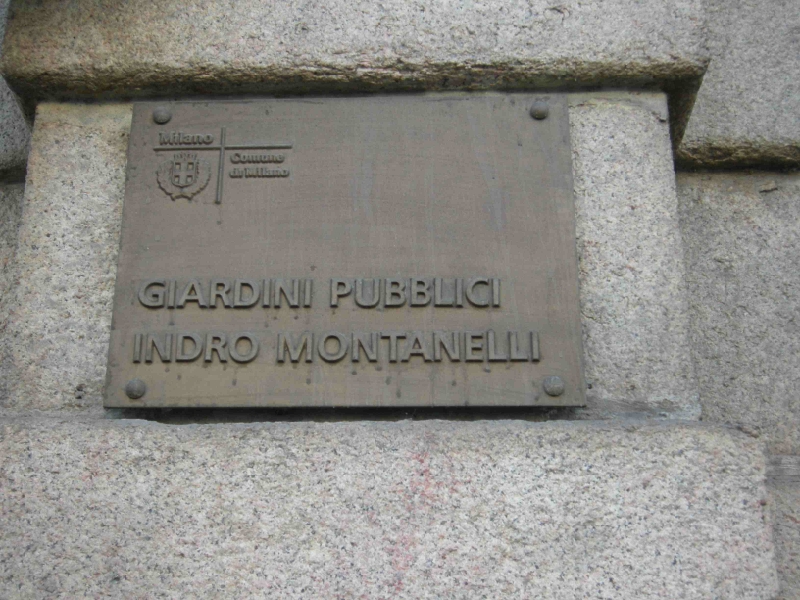 Milano
Comune
di Milano
GIARDINI PUBBLICI
INDRO MONTANELLI